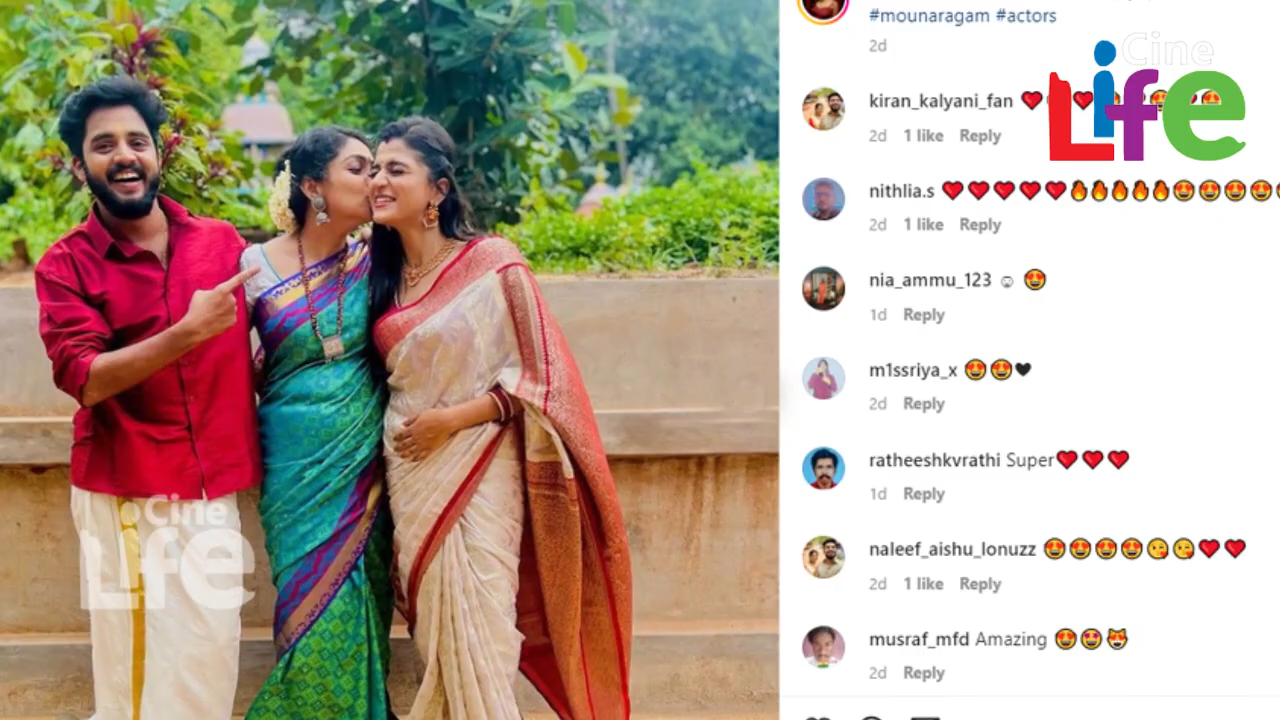 #mounaragam #actors
2d
Cine
Life
kiran_kalyani_fan
2d 1 like Reply
nithlia.s
2d 1 like Reply
nia_ammu_123
1d Reply
m1ssriya_x
2d Reply
ratheeshkvrathi Super
1d Reply
naleef_aishu_lonuzz
2d 1 like Reply
musraf_mfd Amazing
2d Reply
Cine
Life